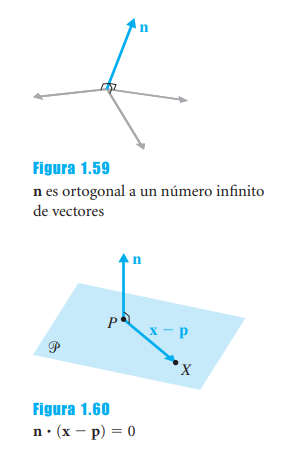 n
Figura 1.59
n es ortogonal a un número infinito
de vectores
n
P
x − p
𝒫
X
Figura 1.60
n · (x − p) = 0